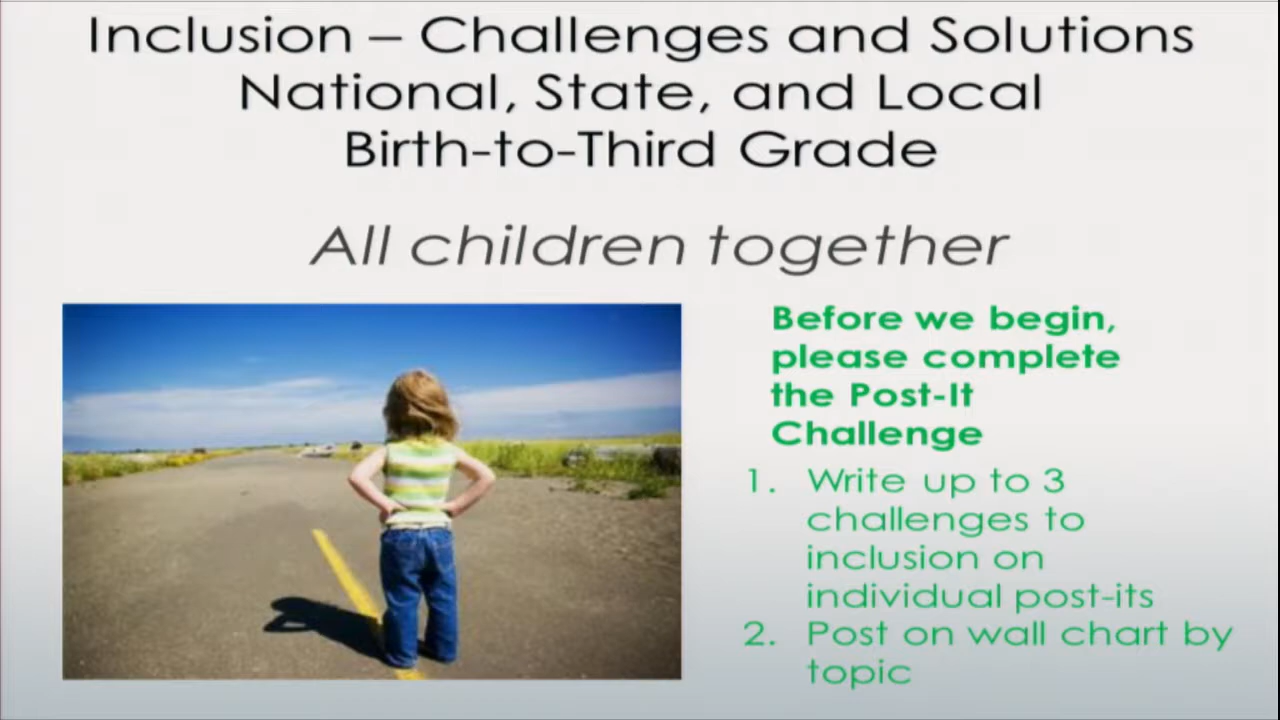 Inclusion – Challenges and Solutions
National, State, and Local
Birth-to-Third Grade
All children together
Before we begin,
please complete
the Post-It
Challenge
1. Write up to 3
challenges to
inclusion on
individual post-its
2. Post on wall chart by
topic